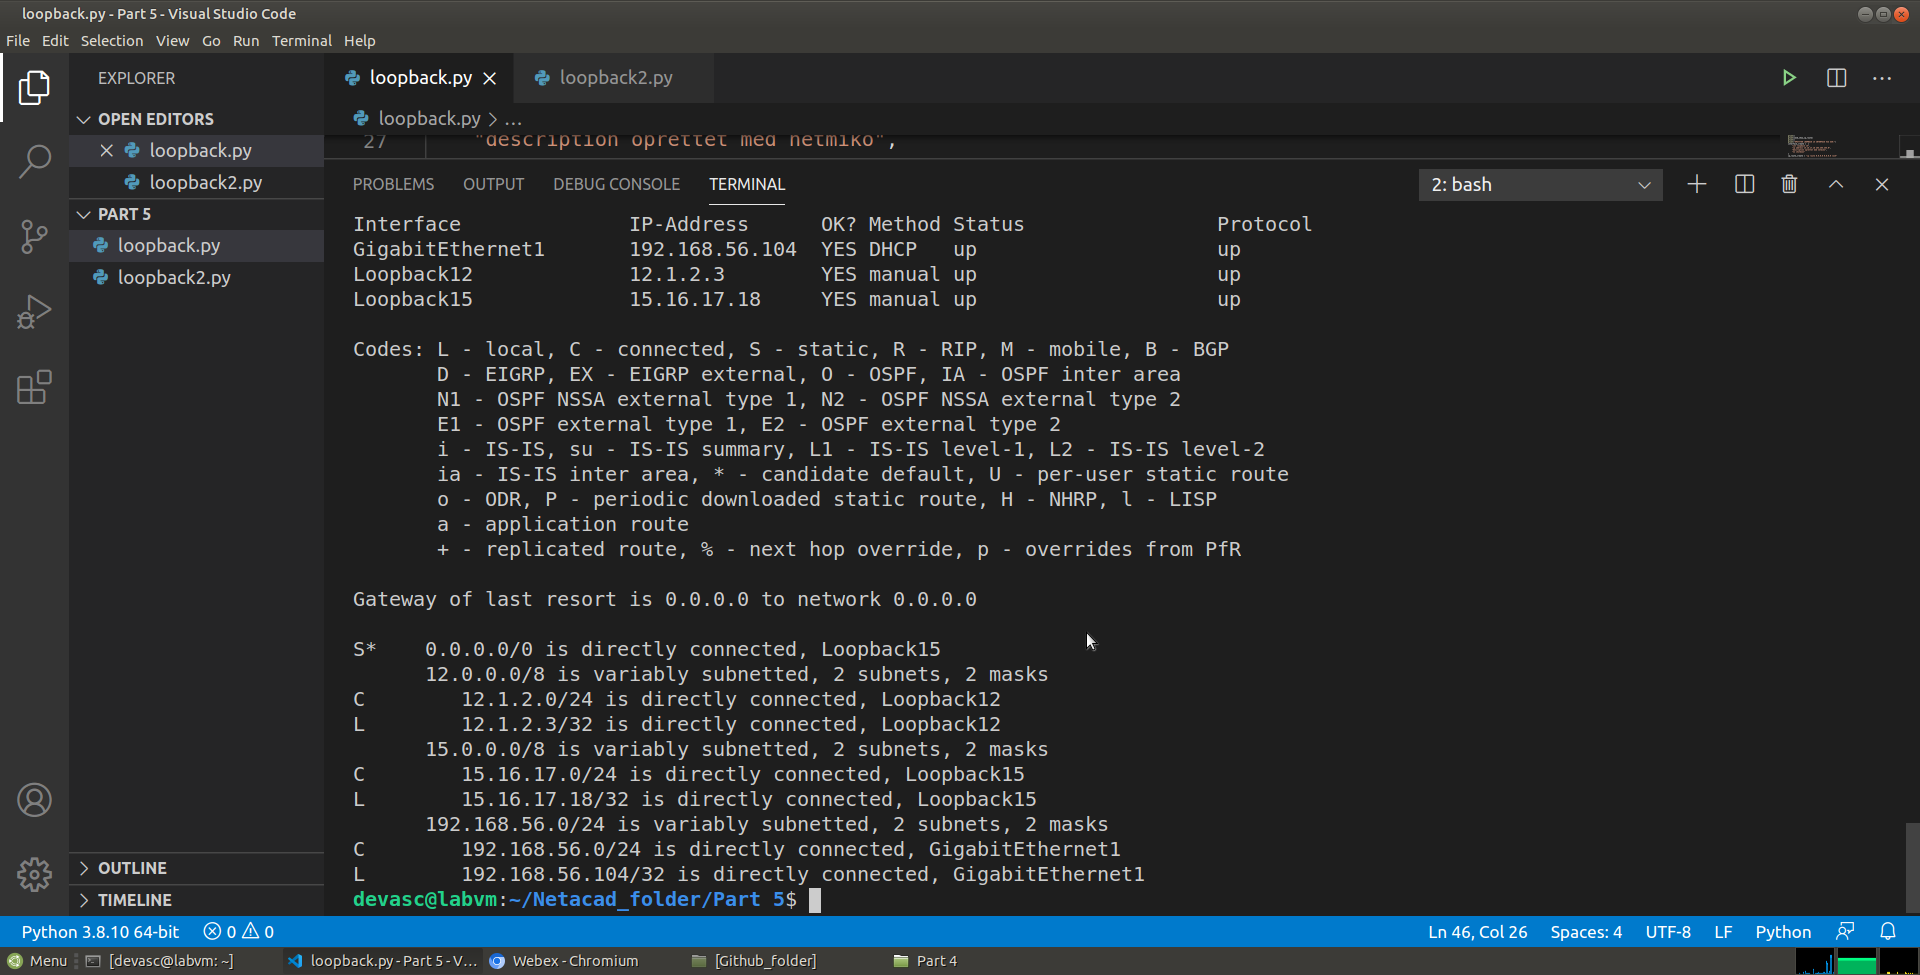 loopback.py - Part 5 - Visual Studio Code
File Edit Selection View Go Run Terminal Help
EXPLORER
OPEN EDITORS
loopback.py
loopback2.py
PART 5
loopback.py
loopback2.py
OUTLINE
TIMELINE
loopback.py loopback2.py
loopback.py > ...
27 "description oprettet med netmiko",
PROBLEMS OUTPUT DEBUG CONSOLE TERMINAL 2: bash
Interface              IP-Address      OK? Method Status                Protocol
GigabitEthernet1       192.168.56.104  YES DHCP   up                    up
Loopback12             12.1.2.3        YES manual up                    up
Loopback15             15.16.17.18     YES manual up                    up
Codes: L - local, C - connected, S - static, R - RIP, M - mobile, B - BGP
       D - EIGRP, EX - EIGRP external, O - OSPF, IA - OSPF inter area
       N1 - OSPF NSSA external type 1, N2 - OSPF NSSA external type 2
       E1 - OSPF external type 1, E2 - OSPF external type 2
       i - IS-IS, su - IS-IS summary, L1 - IS-IS level-1, L2 - IS-IS level-2
       ia - IS-IS inter area, * - candidate default, U - per-user static route
       o - ODR, P - periodic downloaded static route, H - NHRP, l - LISP
       a - application route
       + - replicated route, % - next hop override, p - overrides from PfR
Gateway of last resort is 0.0.0.0 to network 0.0.0.0
S*    0.0.0.0/0 is directly connected, Loopback15
      12.0.0.0/8 is variably subnetted, 2 subnets, 2 masks
C        12.1.2.0/24 is directly connected, Loopback12
L        12.1.2.3/32 is directly connected, Loopback12
      15.0.0.0/8 is variably subnetted, 2 subnets, 2 masks
C        15.16.17.0/24 is directly connected, Loopback15
L        15.16.17.18/32 is directly connected, Loopback15
      192.168.56.0/24 is variably subnetted, 2 subnets, 2 masks
C        192.168.56.0/24 is directly connected, GigabitEthernet1
L        192.168.56.104/32 is directly connected, GigabitEthernet1
devasc@labvm:~/Netacad_folder/Part 5$
Python 3.8.10 64-bit 0 0 Ln 46, Col 26 Spaces: 4 UTF-8 LF Python
Menu [devasc@labvm: ~] loopback.py - Part 5 - V... Webex - Chromium [Github_folder] Part 4